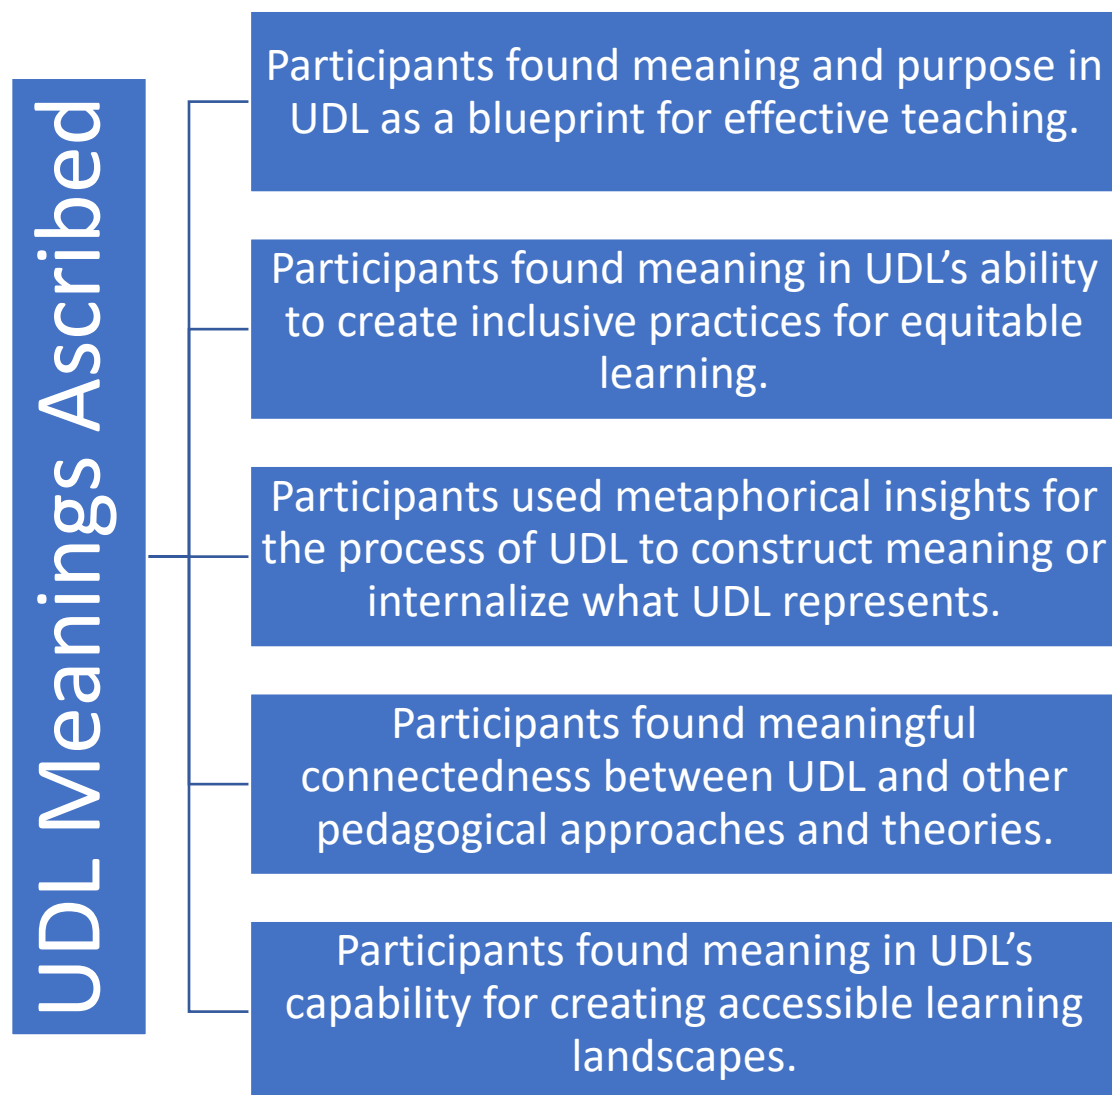 UDL Meanings Ascribed
Participants found meaning and purpose in
UDL as a blueprint for effective teaching.
Participants found meaning in UDL’s ability
to create inclusive practices for equitable
learning.
Participants used metaphorical insights for
the process of UDL to construct meaning or
internalize what UDL represents.
Participants found meaningful
connectedness between UDL and other
pedagogical approaches and theories.
Participants found meaning in UDL’s
capability for creating accessible learning
landscapes.